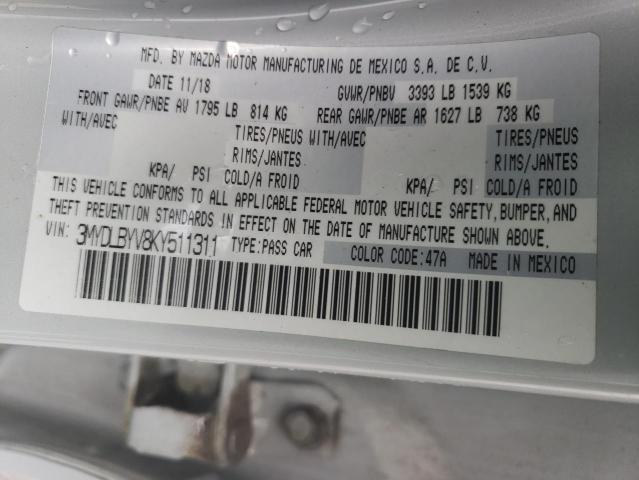 MFD. BY MAZDA MOTOR MANUFACTURING DE MEXICO S.A. DE C.V.
DATE 11/18 GVWR/PNBV 3393 LB 1539 KG
FRONT GAWR/PNBE AV 1795 LB 814 KG REAR GAWR/PNBE AR 1627 LB 738 KG
WITH/AVEC TIRES/PNEUS WITH/AVEC TIRES/PNEUS
RIMS/JANTES RIMS/JANTES
KPA/ PSI COLD/A FROID KPA/ PSI COLD/A FROID
THIS VEHICLE CONFORMS TO ALL APPLICABLE FEDERAL MOTOR VEHICLE SAFETY, BUMPER, AND
THEFT PREVENTION STANDARDS IN EFFECT ON THE DATE OF MANUFACTURE SHOWN ABOVE.
VIN: 3MYDLBYV8KY511311 TYPE:PASS CAR COLOR CODE:47A MADE IN MEXICO